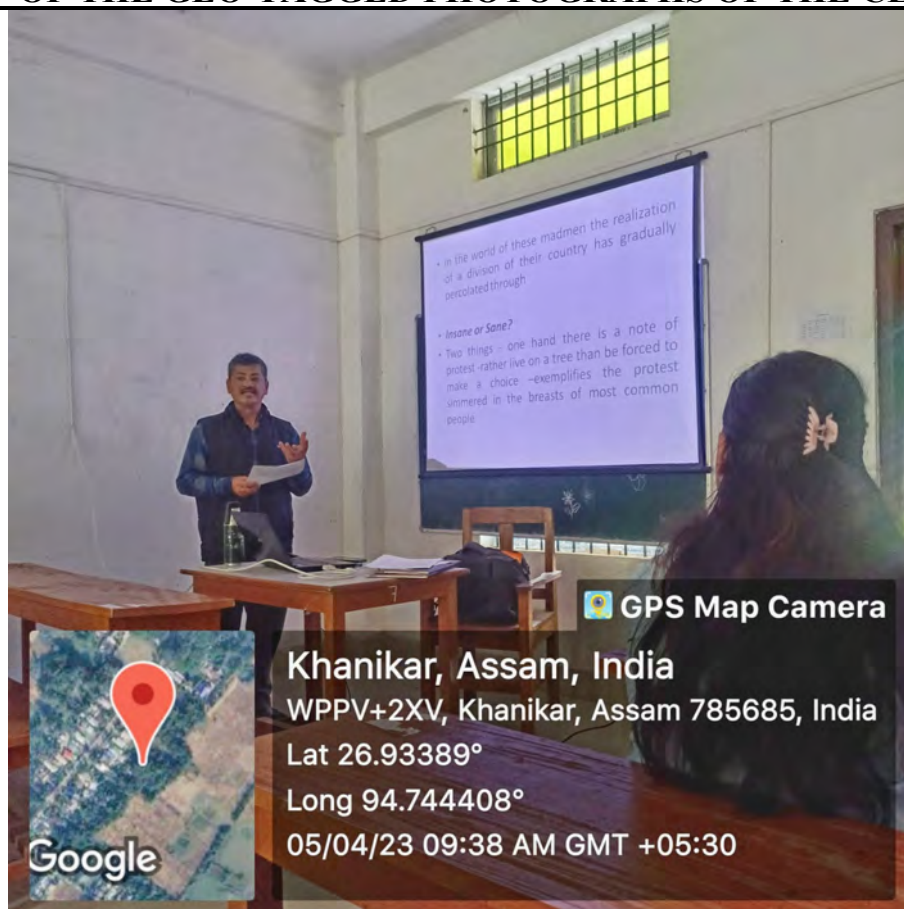 OF THE GEO-TAGGED PHOTOGRAPHS OF THE
• In the world of these madmen the realization
of a division of their country has gradually
percolated through
• Insane or Sane?
• Two things - one hand there is a note of
protest -rather live on a tree than be forced to
make a choice –exemplifies the protest
simmered in the breasts of most common
people
GPS Map Camera
Khanikar, Assam, India
WPPV+2XV, Khanikar, Assam 785685, India
Lat 26.93389°
Long 94.744408°
05/04/23 09:38 AM GMT +05:30
Google